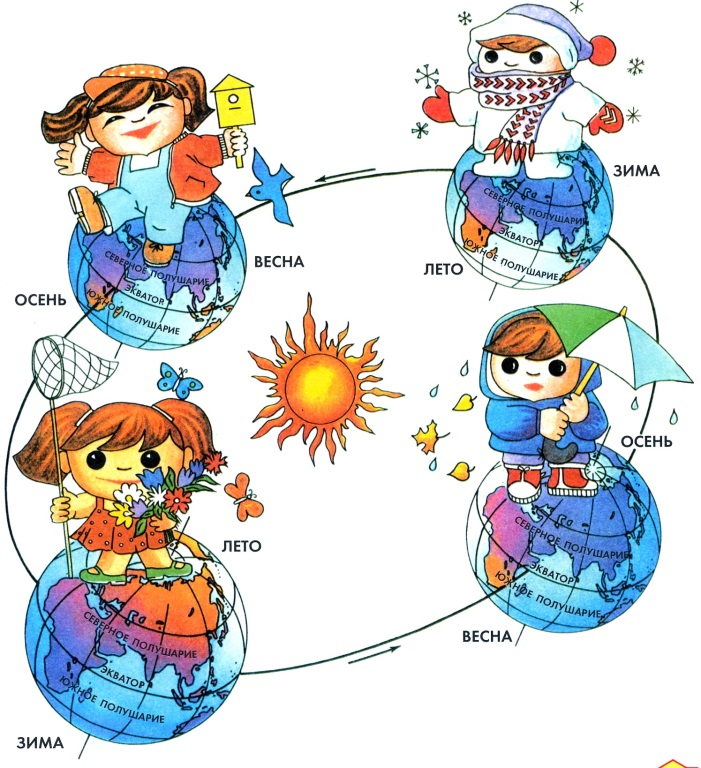 ЗИМА
СЕВЕРНОЕ ПОЛУШАРИЕ
ЭКВАТОР
ЮЖНОЕ ПОЛУШАРИЕ
ЛЕТО
ВЕСНА
СЕВЕРНОЕ ПОЛУШАРИЕ
ЭКВАТОР
ЮЖНОЕ ПОЛУШАРИЕ
ОСЕНЬ
ОСЕНЬ
СЕВЕРНОЕ ПОЛУШАРИЕ
ЭКВАТОР
ЮЖНОЕ ПОЛУШАРИЕ
ВЕСНА
ЛЕТО
СЕВЕРНОЕ ПОЛУШАРИЕ
ЭКВАТОР
ЮЖНОЕ ПОЛУШАРИЕ
ЗИМА